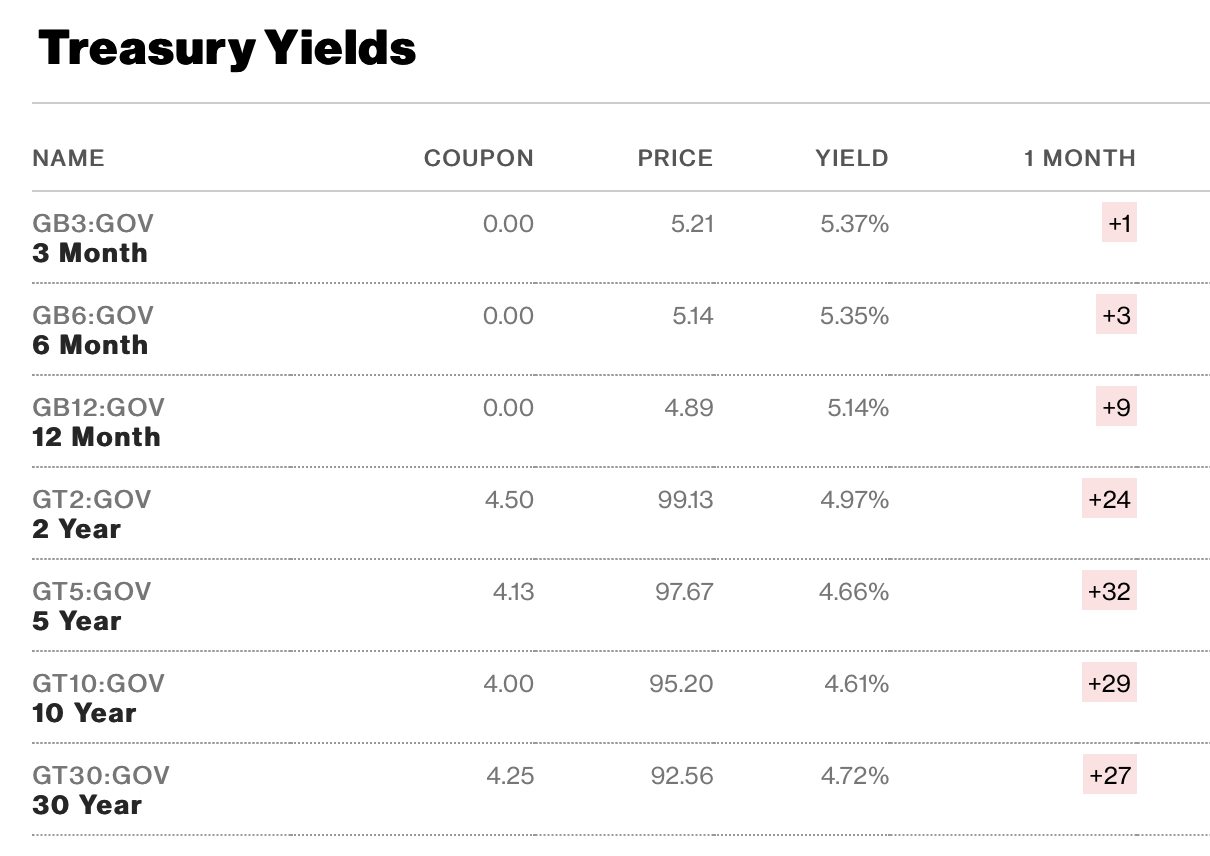 Treasury Yields
NAME COUPON PRICE YIELD 1 MONTH
GB3:GOV 0.00 5.21 5.37% +1
3 Month
GB6:GOV 0.00 5.14 5.35% +3
6 Month
GB12:GOV 0.00 4.89 5.14% +9
12 Month
GT2:GOV 4.50 99.13 4.97% +24
2 Year
GT5:GOV 4.13 97.67 4.66% +32
5 Year
GT10:GOV 4.00 95.20 4.61% +29
10 Year
GT30:GOV 4.25 92.56 4.72% +27
30 Year